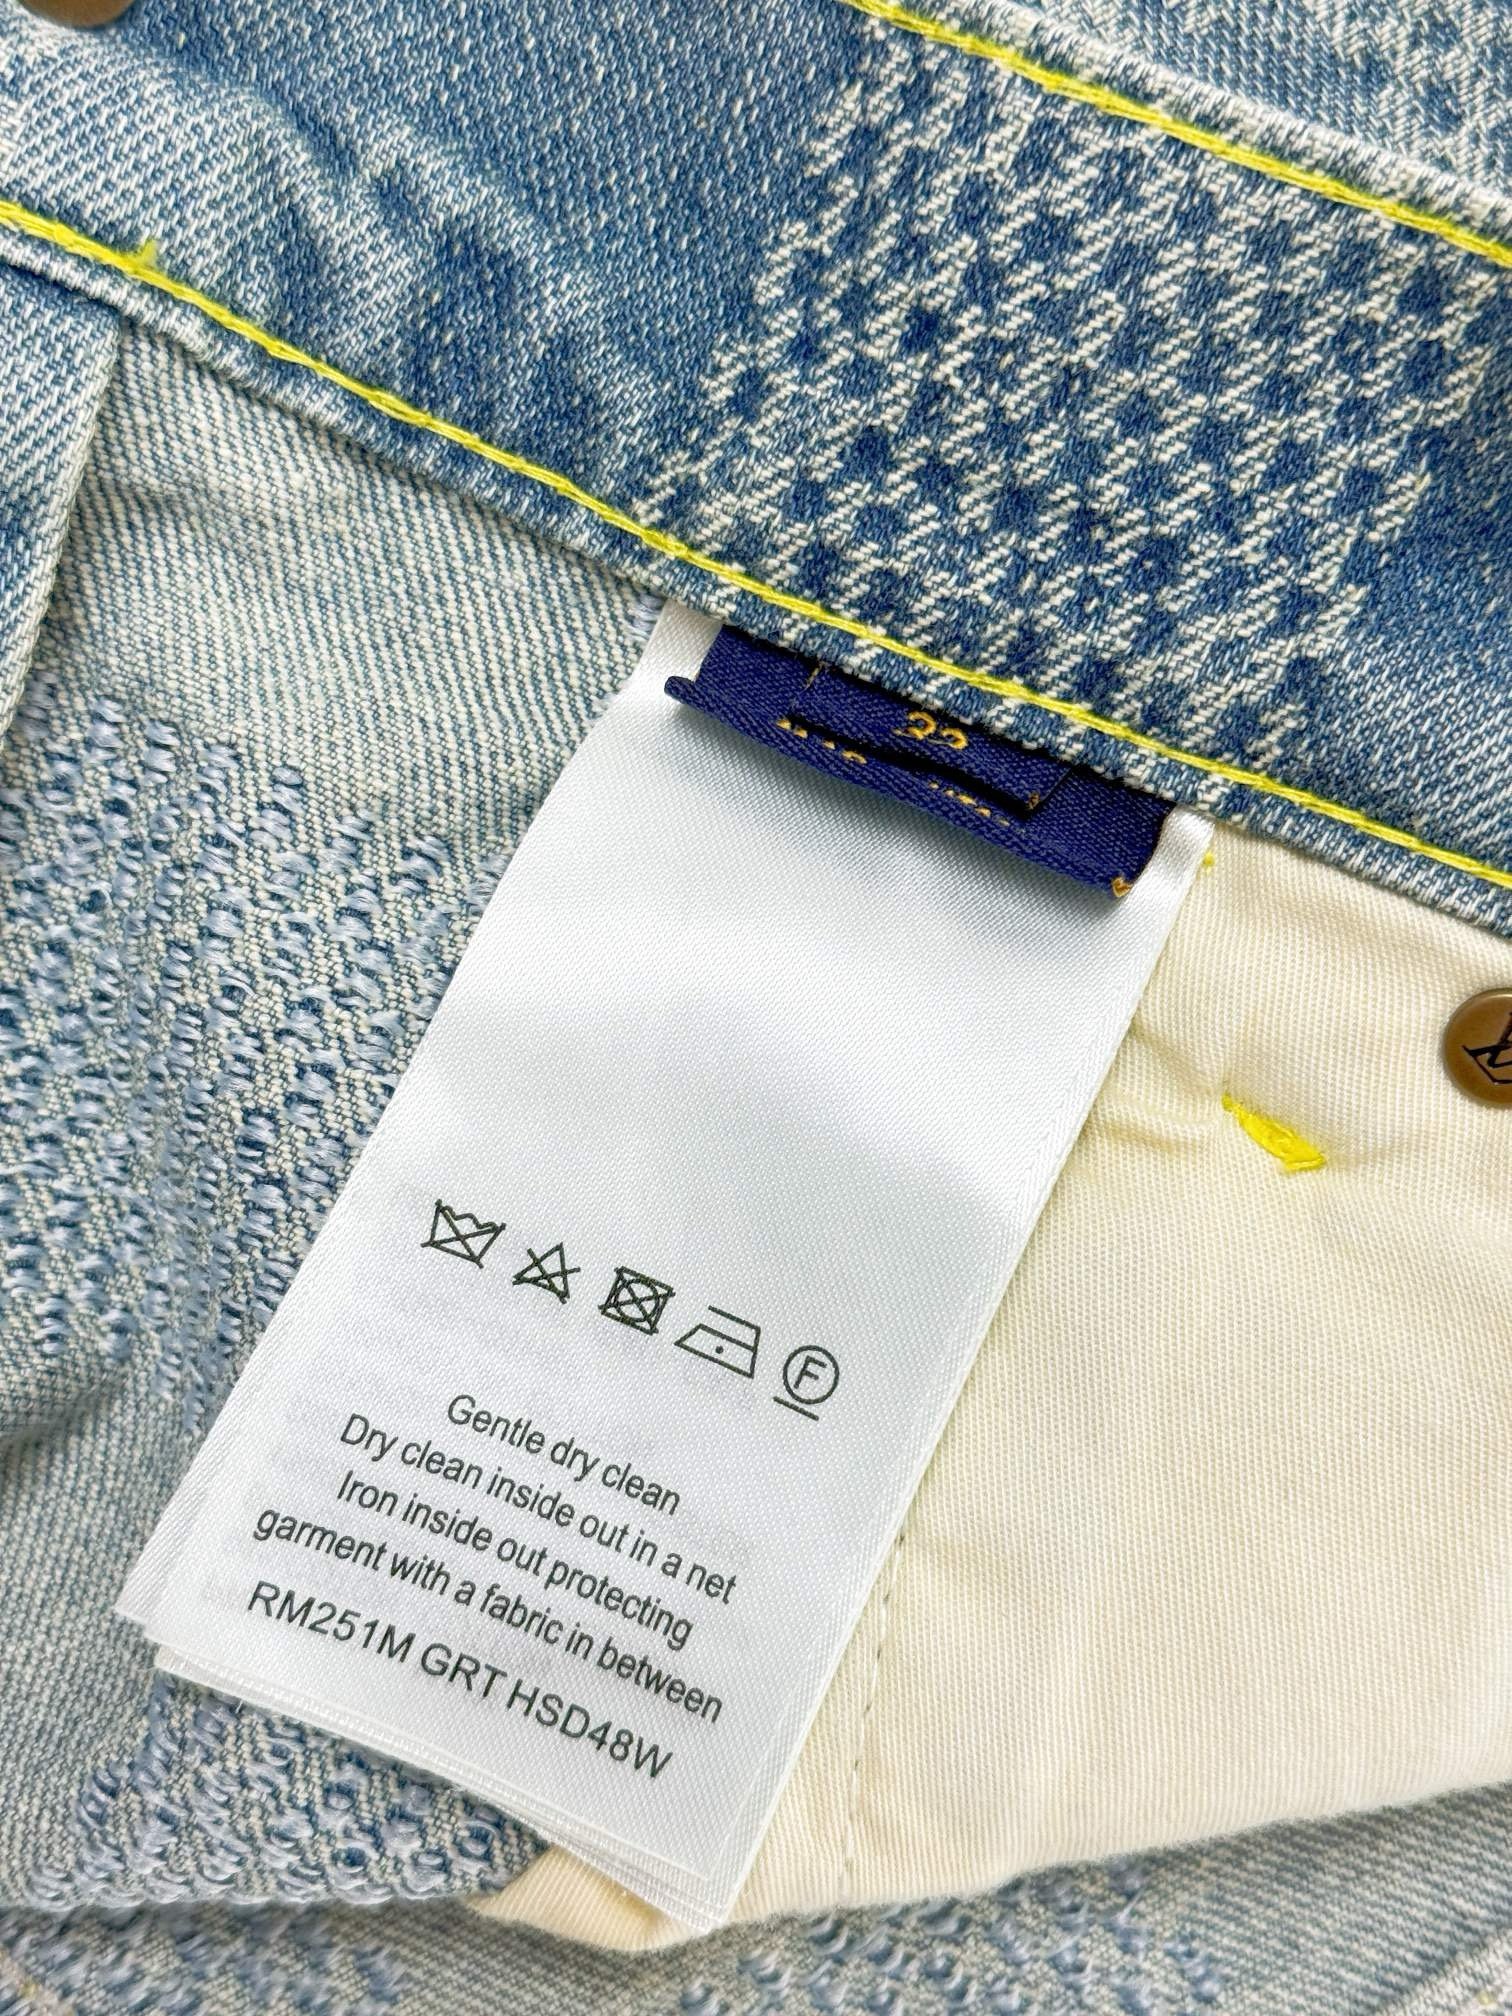 32
F
Gentle dry clean
Dry clean inside out in a net
Iron inside out protecting
garment with a fabric in between
RM251M GRT HSD48W